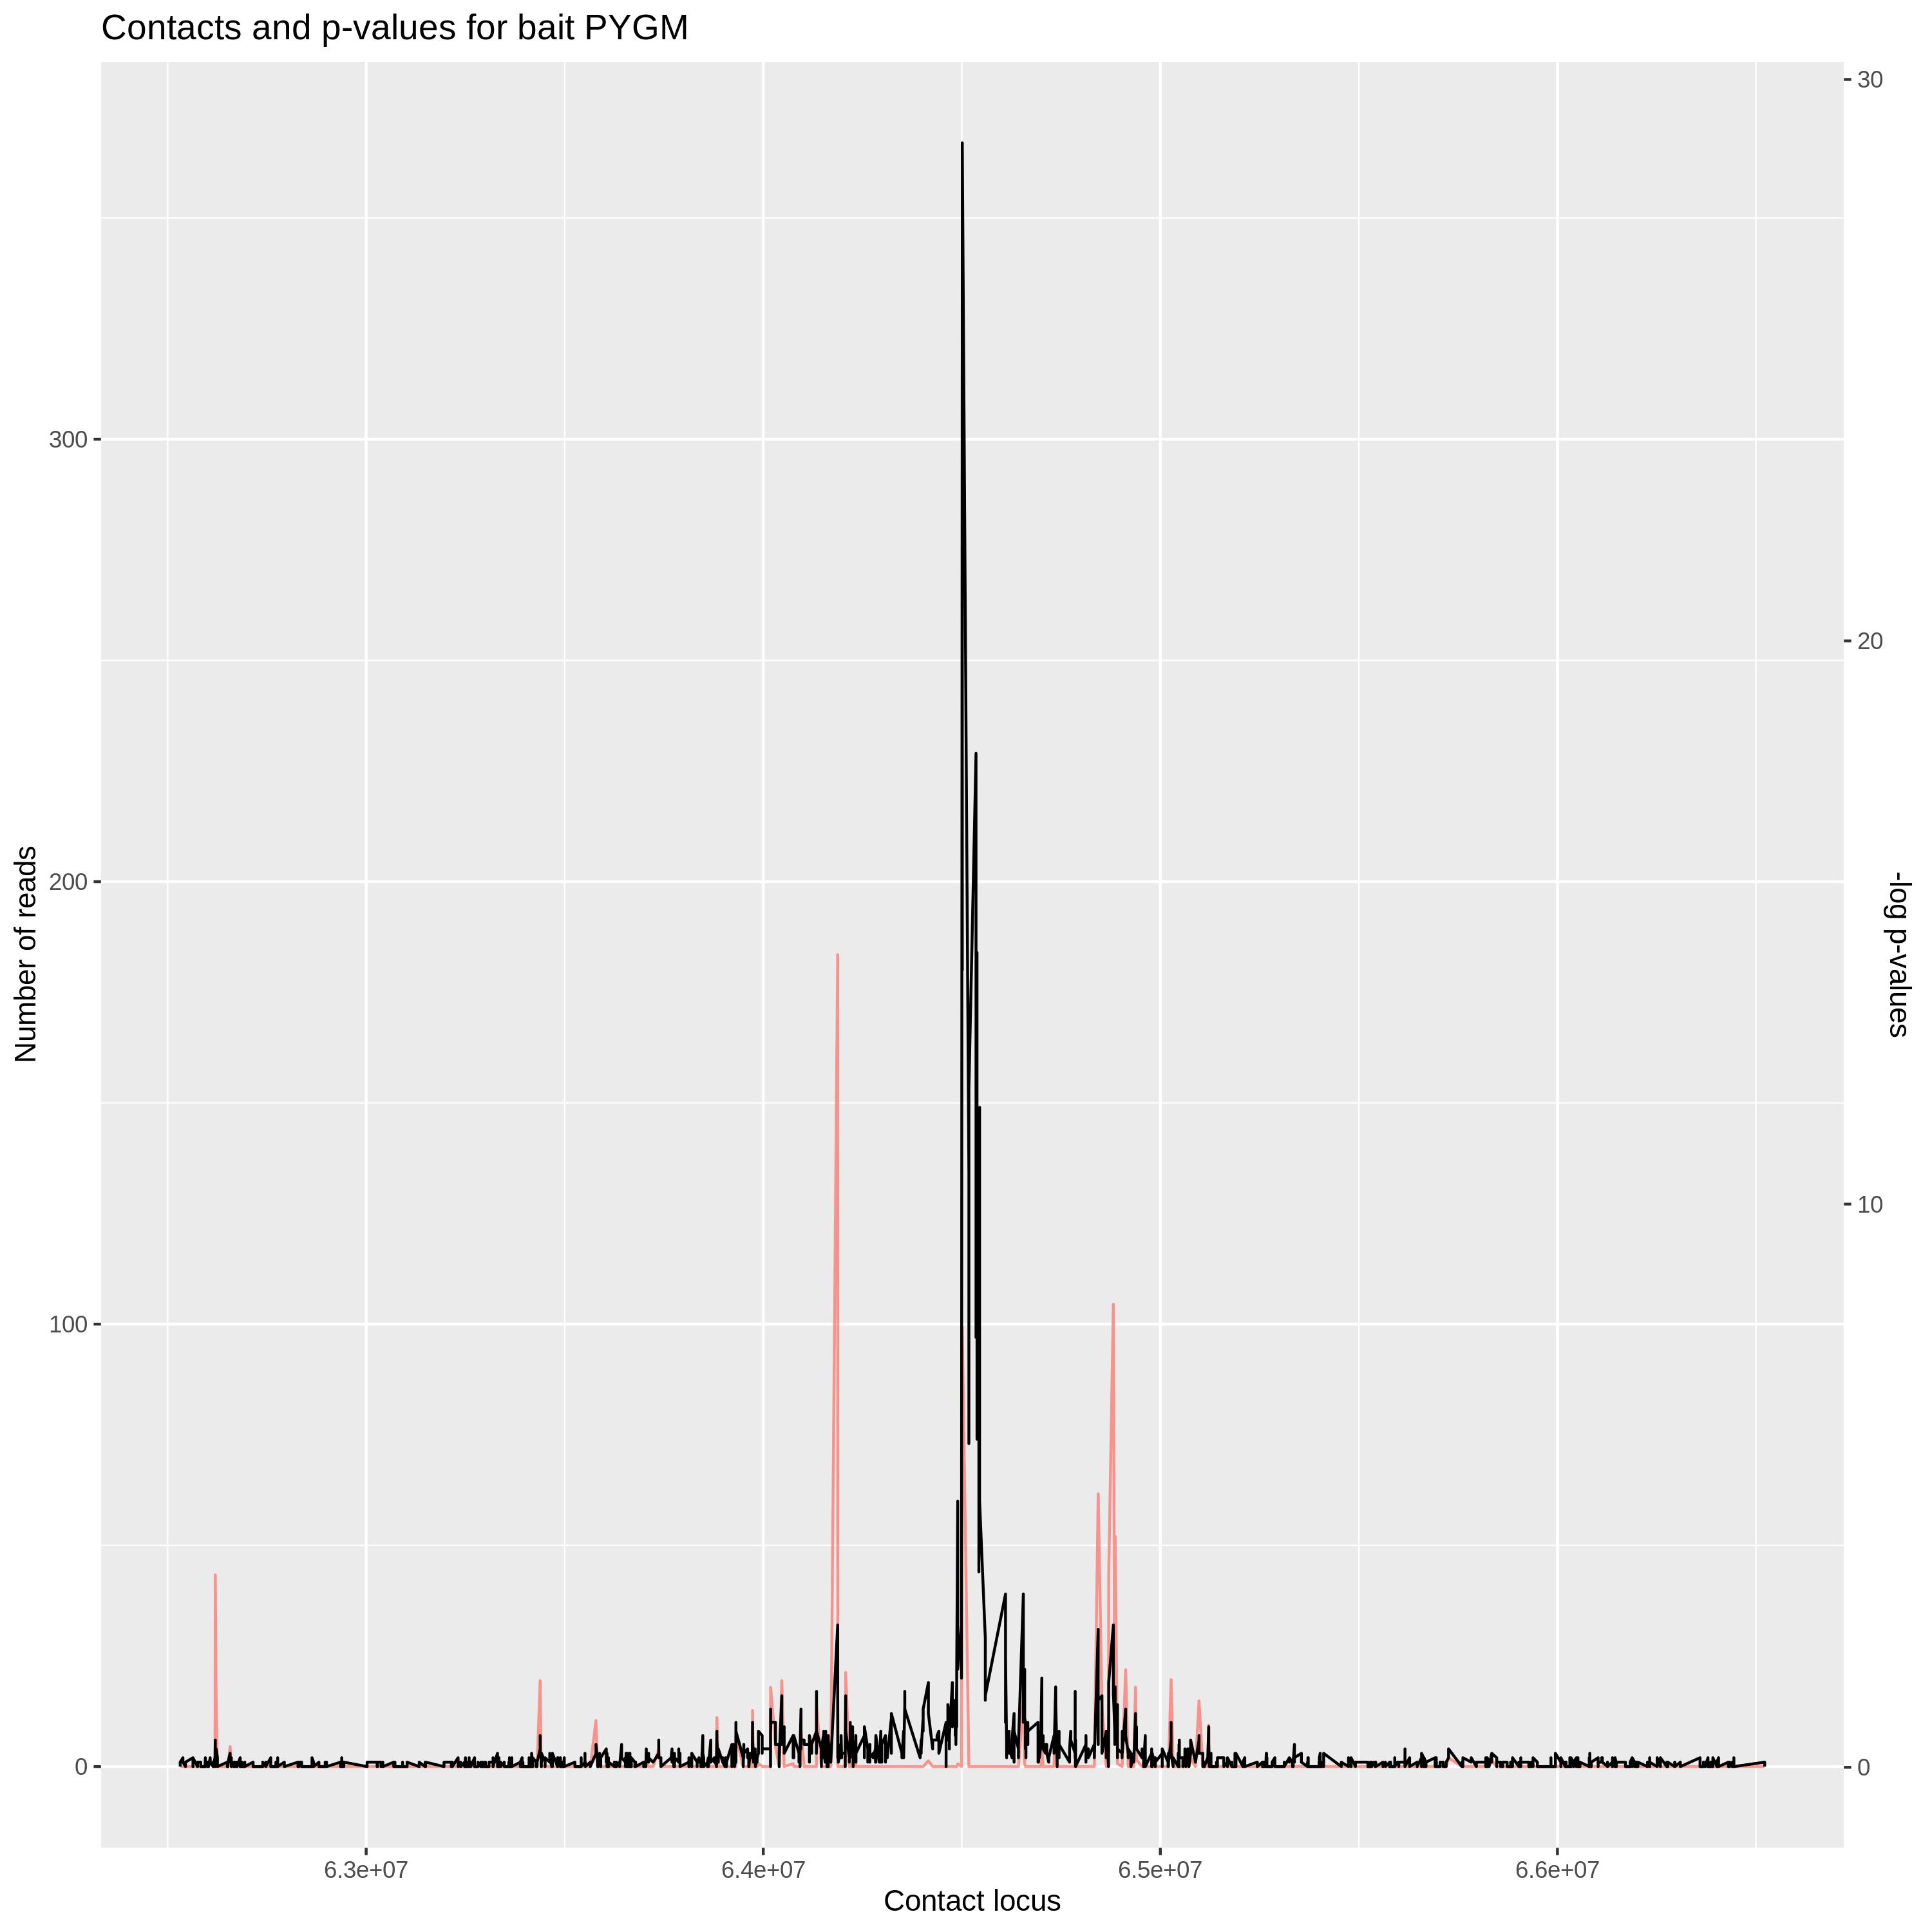 Contacts and p-values for bait PYGM
Number of reads
300
200
100
0
30
20
10
0
-log p-values
6.3e+07
6.4e+07
6.5e+07
6.6e+07
Contact locus